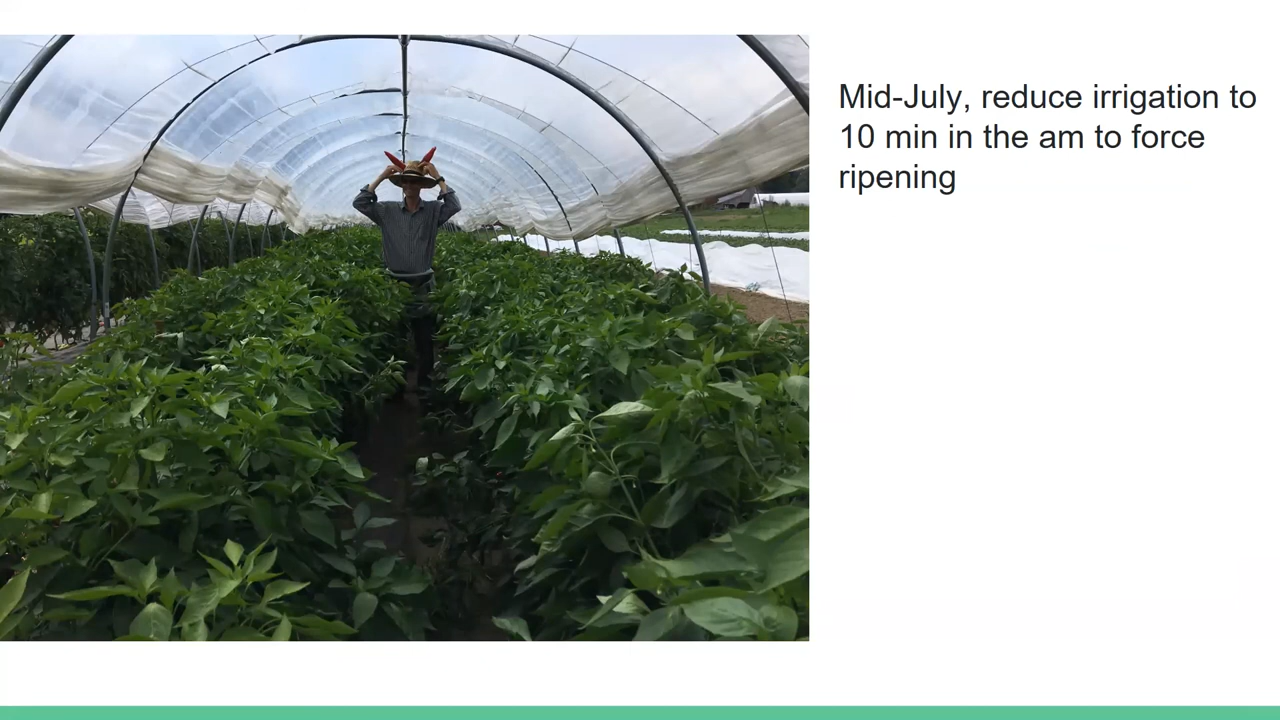 Mid-July, reduce irrigation to
10 min in the am to force
ripening